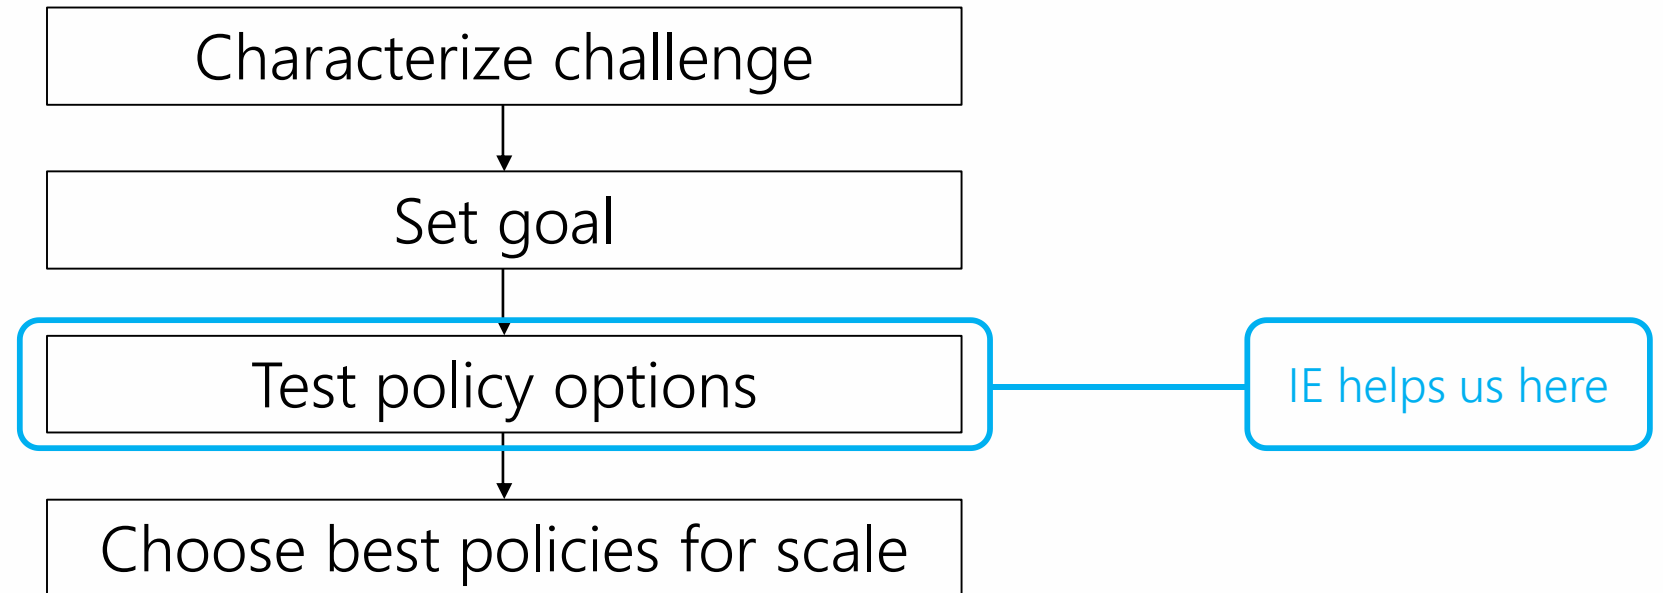 Characterize challenge
Set goal
Test policy options
IE helps us here
Choose best policies for scale